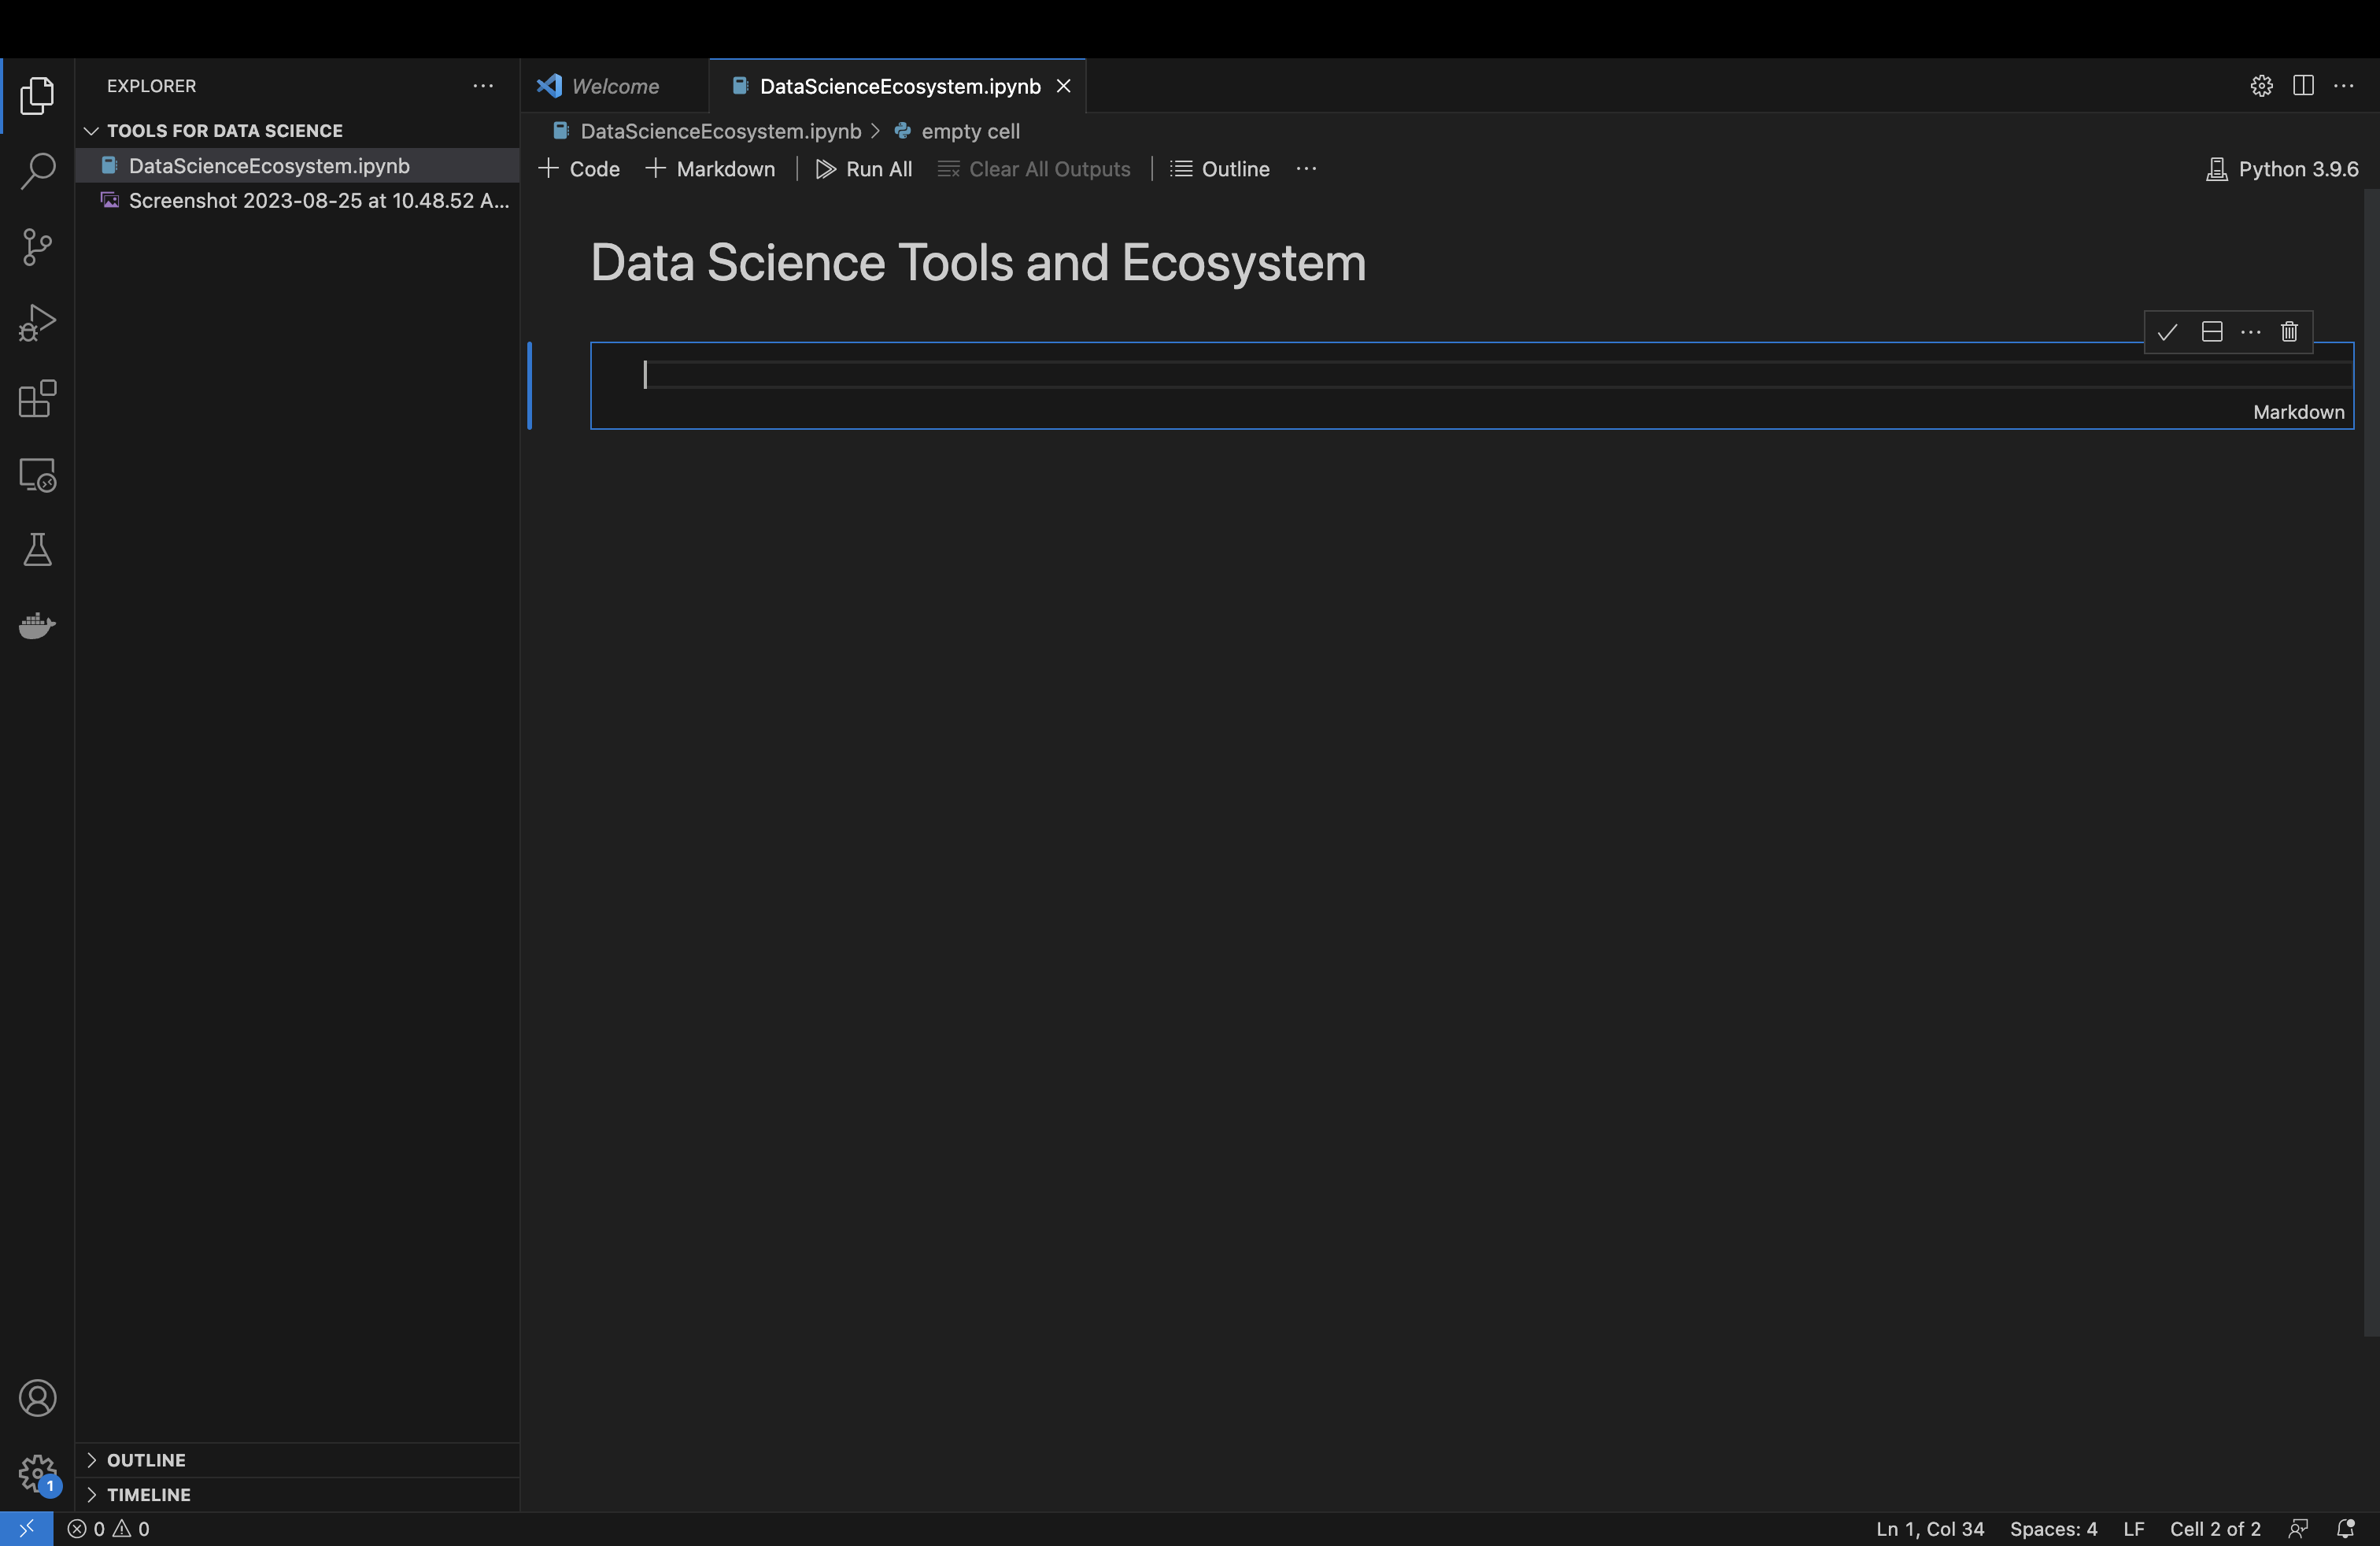 EXPLORER
TOOLS FOR DATA SCIENCE
DataScienceEcosystem.ipynb
Screenshot 2023-08-25 at 10.48.52 A...
OUTLINE
TIMELINE
Welcome
DataScienceEcosystem.ipynb
DataScienceEcosystem.ipynb > empty cell
+ Code + Markdown Run All Clear All Outputs Outline ... Python 3.9.6
Data Science Tools and Ecosystem
Markdown
1
0 0 Ln 1, Col 34 Spaces: 4 LF Cell 2 of 2